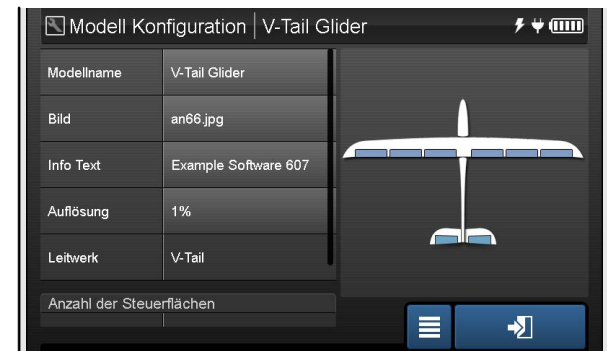 Modell Konfiguration | V-Tail Glider
Modellname V-Tail Glider
Bild an66.jpg
Info Text Example Software 607
Auflösung 1%
Leitwerk V-Tail
Anzahl der Steuerflächen